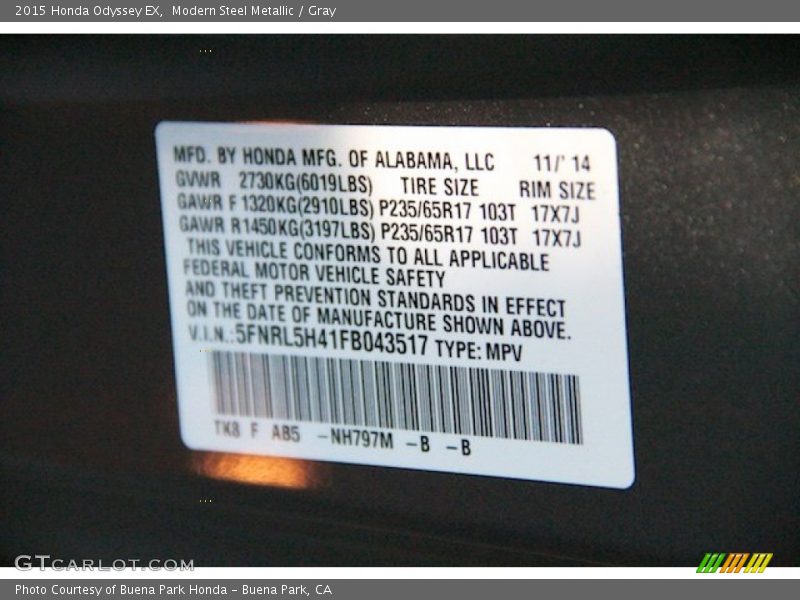 2015 Honda Odyssey EX,  Modern Steel Metallic / Gray
MFD. BY HONDA MFG. OF ALABAMA, LLC 11/' 14
GVWR 2730KG(6019LBS) TIRE SIZE RIM SIZE
GAWR F 1320KG(2910LBS) P235/65R17 103T 17X7J
GAWR R1450KG(3197LBS) P235/65R17 103T 17X7J
THIS VEHICLE CONFORMS TO ALL APPLICABLE
FEDERAL MOTOR VEHICLE SAFETY
AND THEFT PREVENTION STANDARDS IN EFFECT
ON THE DATE OF MANUFACTURE SHOWN ABOVE.
V.I.N.:5FNRL5H41FB043517 TYPE: MPV
TK8 F AB5 -NH797M -B -B
GTCARLOT.COM
Photo Courtesy of Buena Park Honda - Buena Park, CA